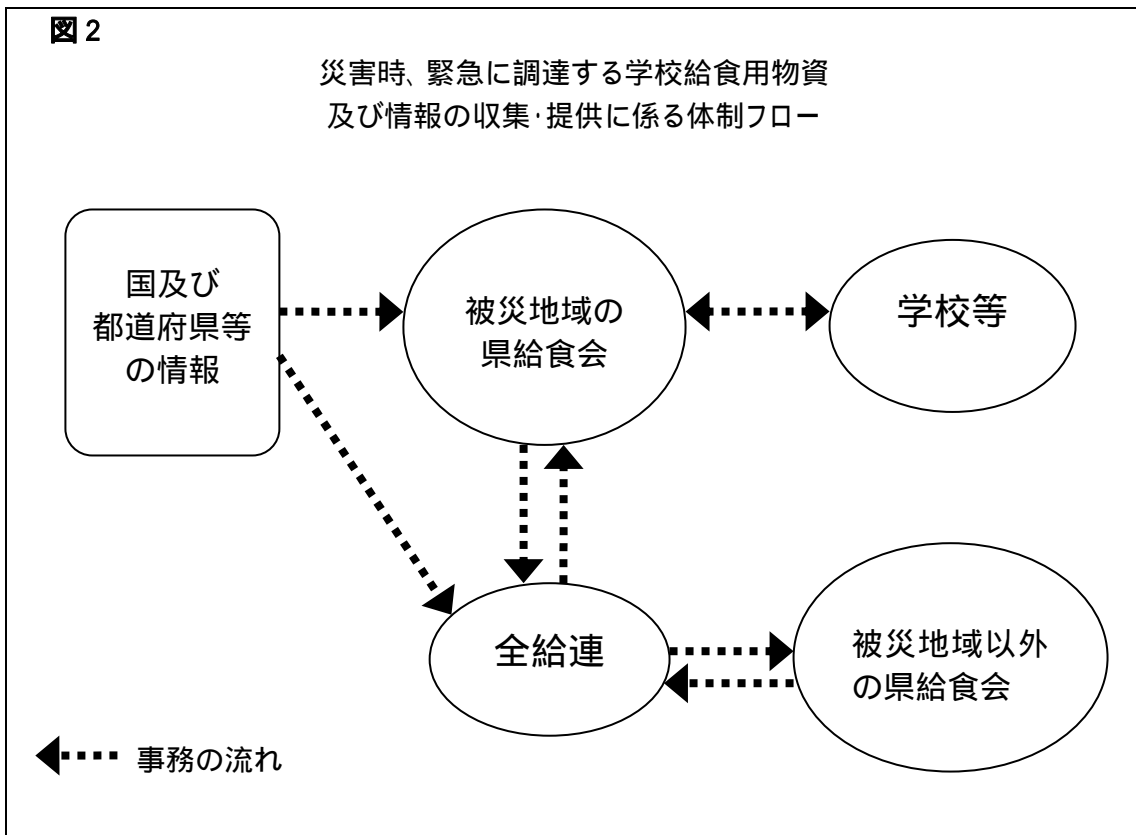 図2
災害時、緊急に調達する学校給食用物資
及び情報の収集・提供に係る体制フロー
国及び
都道府県等
の情報
被災地域の
県給食会
学校等
全給連
被災地域以外
の県給食会
事務の流れ